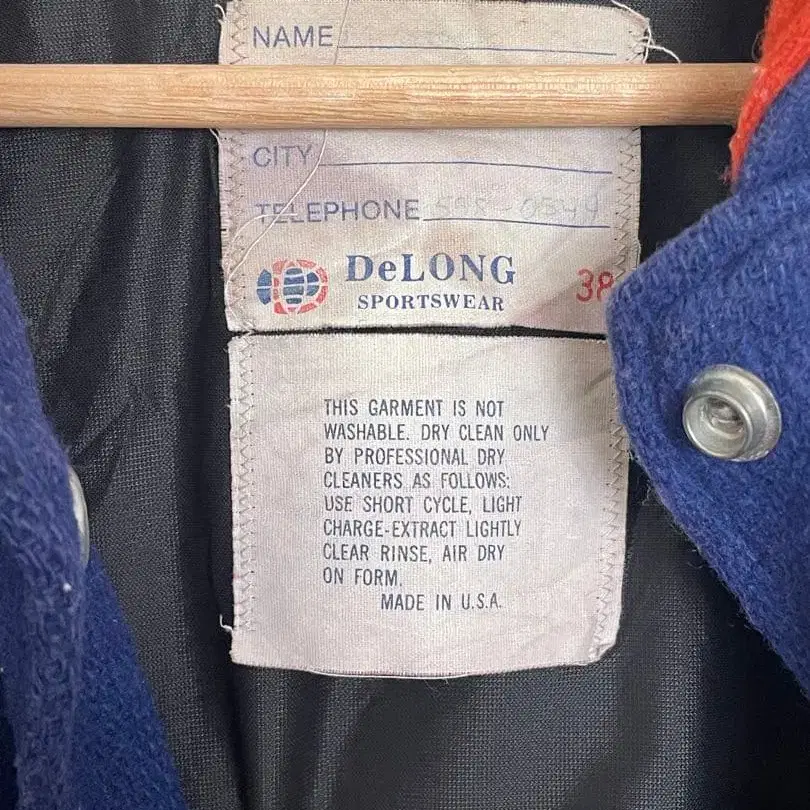 NAME
CITY
TELEPHONE
DeLONG
SPORTSWEAR
38
THIS GARMENT IS NOT
WASHABLE. DRY CLEAN ONLY
BY PROFESSIONAL DRY
CLEANERS AS FOLLOWS:
USE SHORT CYCLE, LIGHT
CHARGE-EXTRACT LIGHTLY
CLEAR RINSE, AIR DRY
ON FORM.
MADE IN U.S.A.